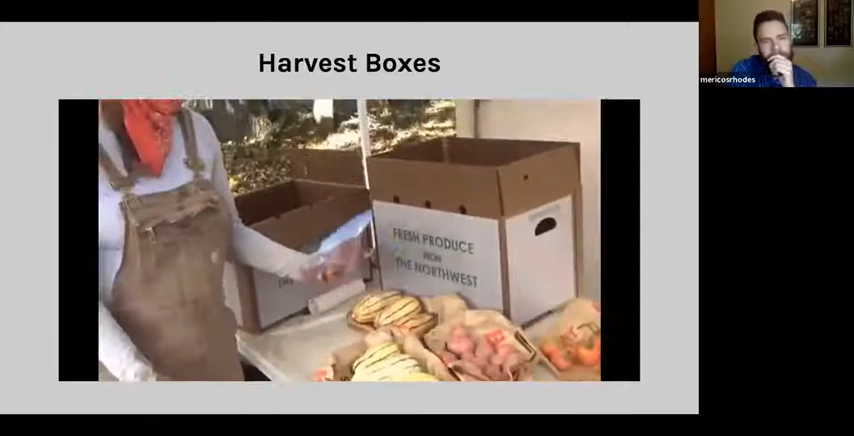 Harvest Boxes
mericosrhodes
FRESH PRODUCE
FROM
THE NORTHWEST